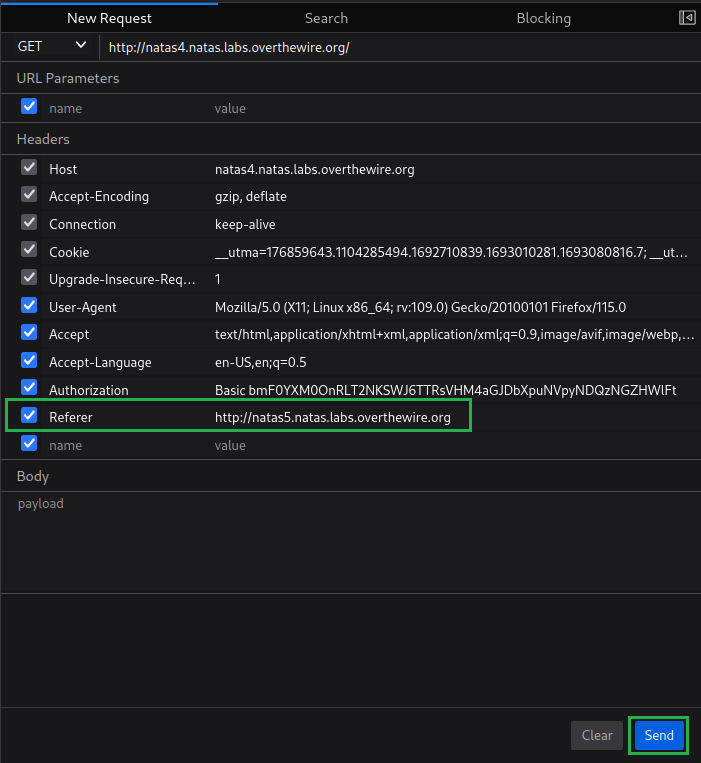 New Request Search Blocking
GET http://natas4.natas.labs.overthewire.org/
URL Parameters
name value
Headers
Host natas4.natas.labs.overthewire.org
Accept-Encoding gzip, deflate
Connection keep-alive
Cookie __utma=176859643.1104285494.1692710839.1693010281.1693080816.7; __ut...
Upgrade-Insecure-Req... 1
User-Agent Mozilla/5.0 (X11; Linux x86_64; rv:109.0) Gecko/20100101 Firefox/115.0
Accept text/html,application/xhtml+xml,application/xml;q=0.9,image/avif,image/webp,...
Accept-Language en-US,en;q=0.5
Authorization Basic bmF0YXM0OnRLT2NKSWJ6TTRsVHM4aGJDbXpuNVpyNDQzNGZHWlFt
Referer http://natas5.natas.labs.overthewire.org
name value
Body
payload
Clear Send